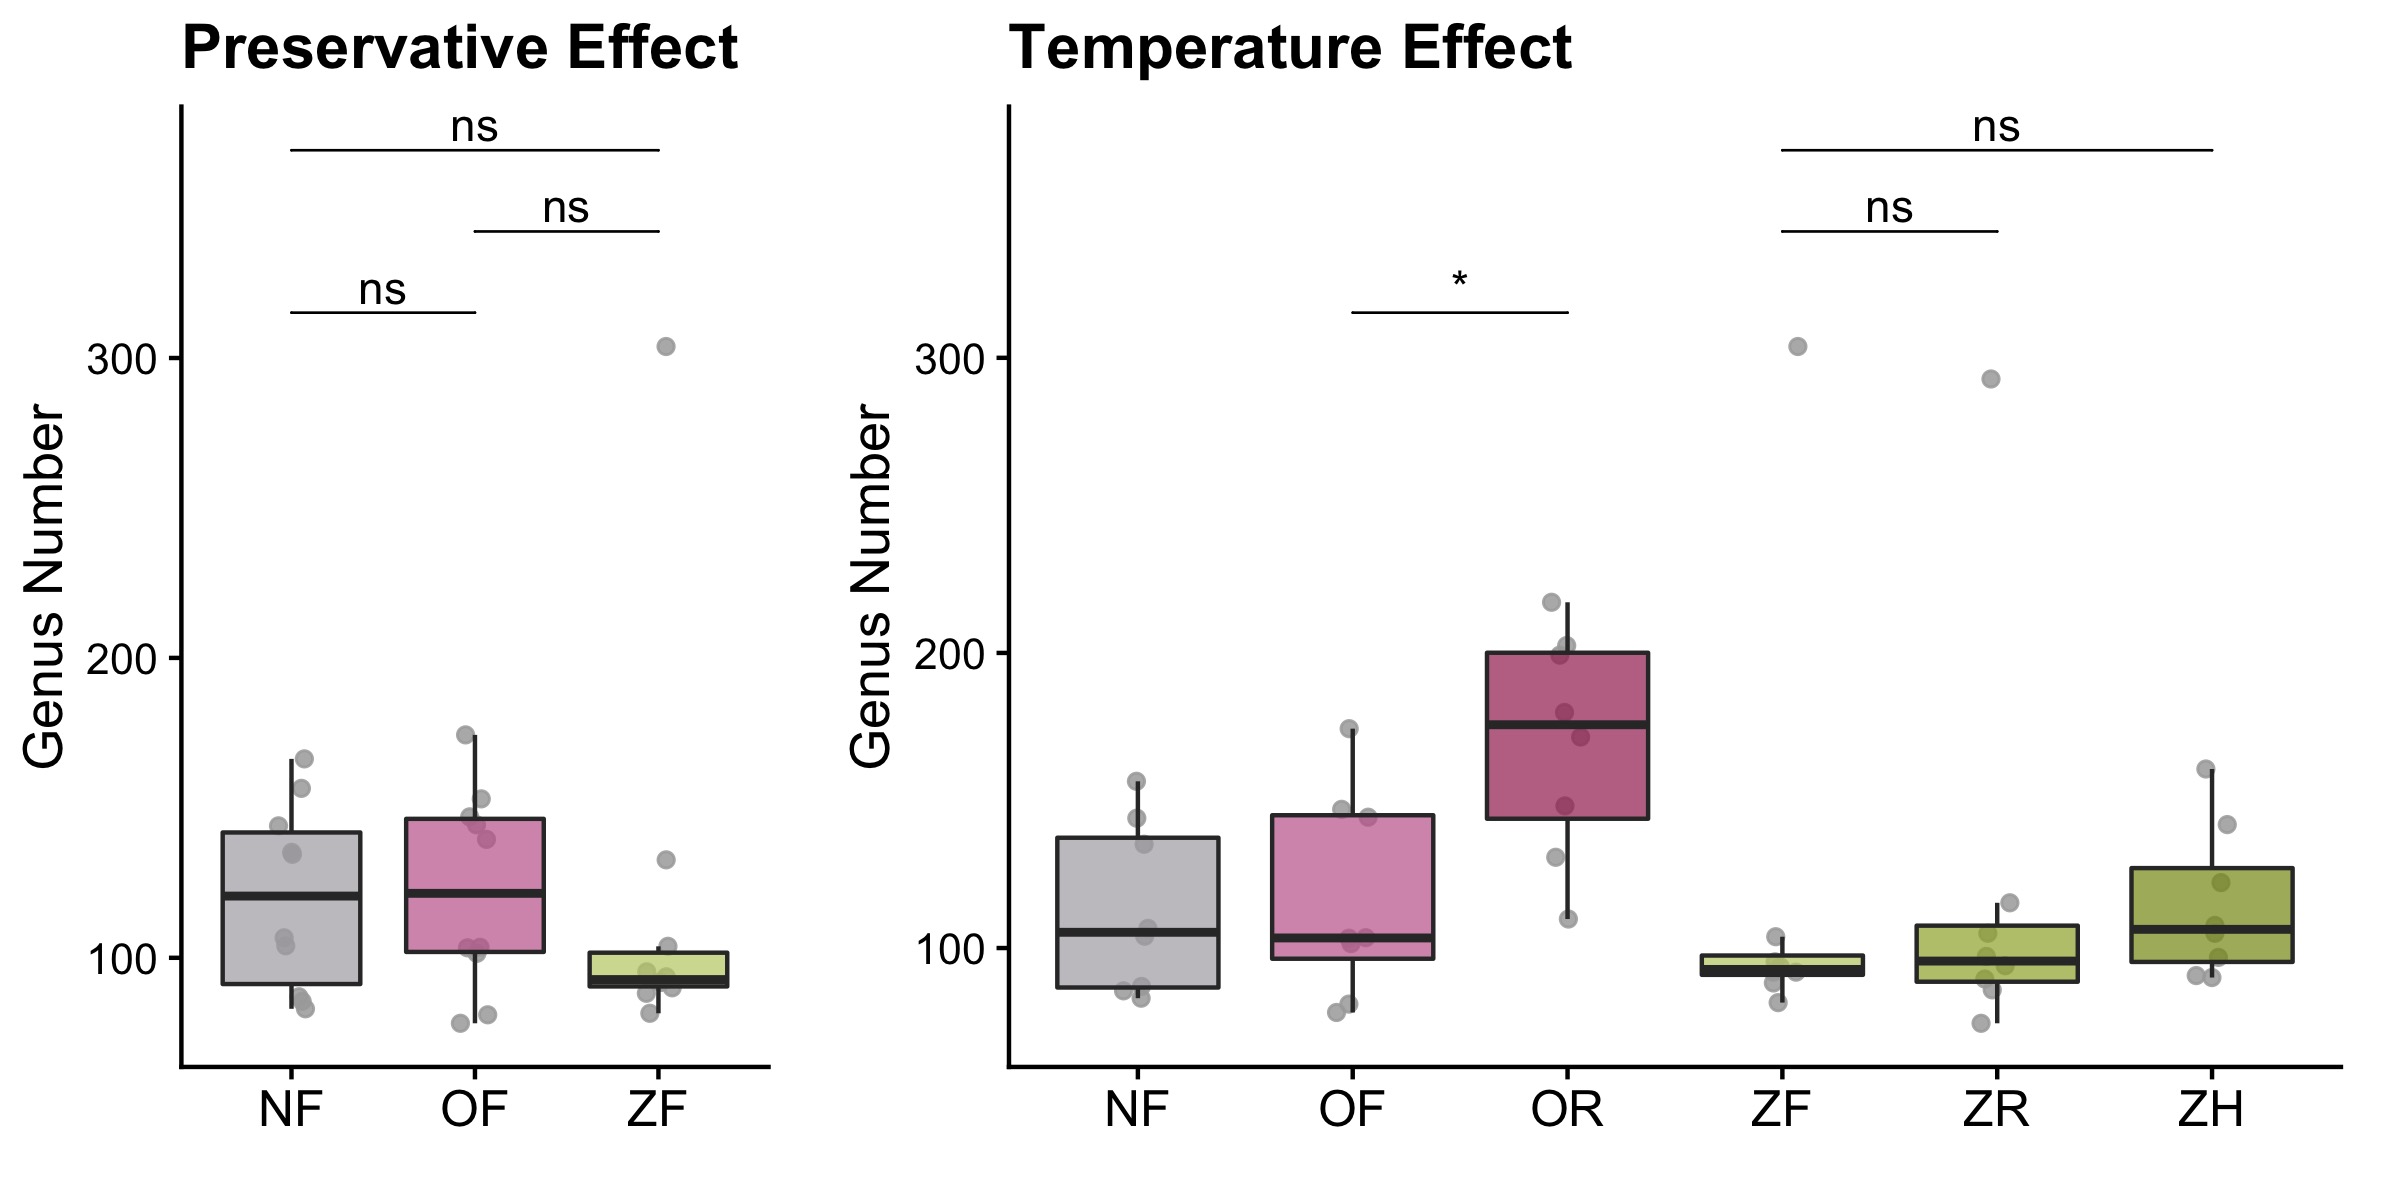 Preservative Effect
ns
ns
ns
300
200
100
Genus Number
NF OF ZF
Temperature Effect
ns
ns
*
300
200
100
Genus Number
NF OF OR ZF ZR ZH